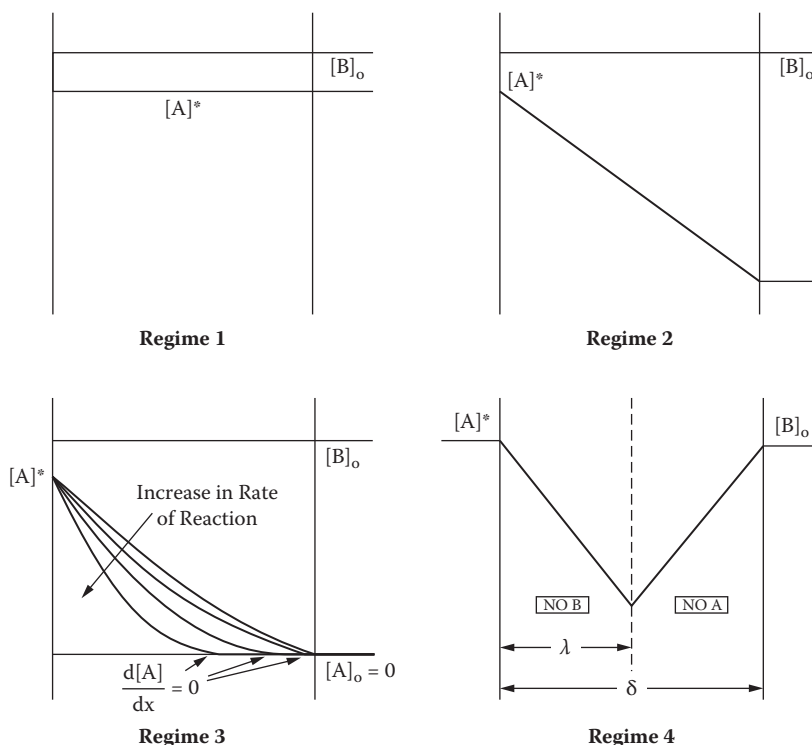 [B]ₒ
[A]*
Regime 1
[B]ₒ
[A]*
Regime 2
[B]ₒ
[A]*
Increase in Rate
of Reaction
d[A]
dx
= 0
[A]ₒ = 0
Regime 3
[A]*
[B]ₒ
NO B
NO A
λ
δ
Regime 4